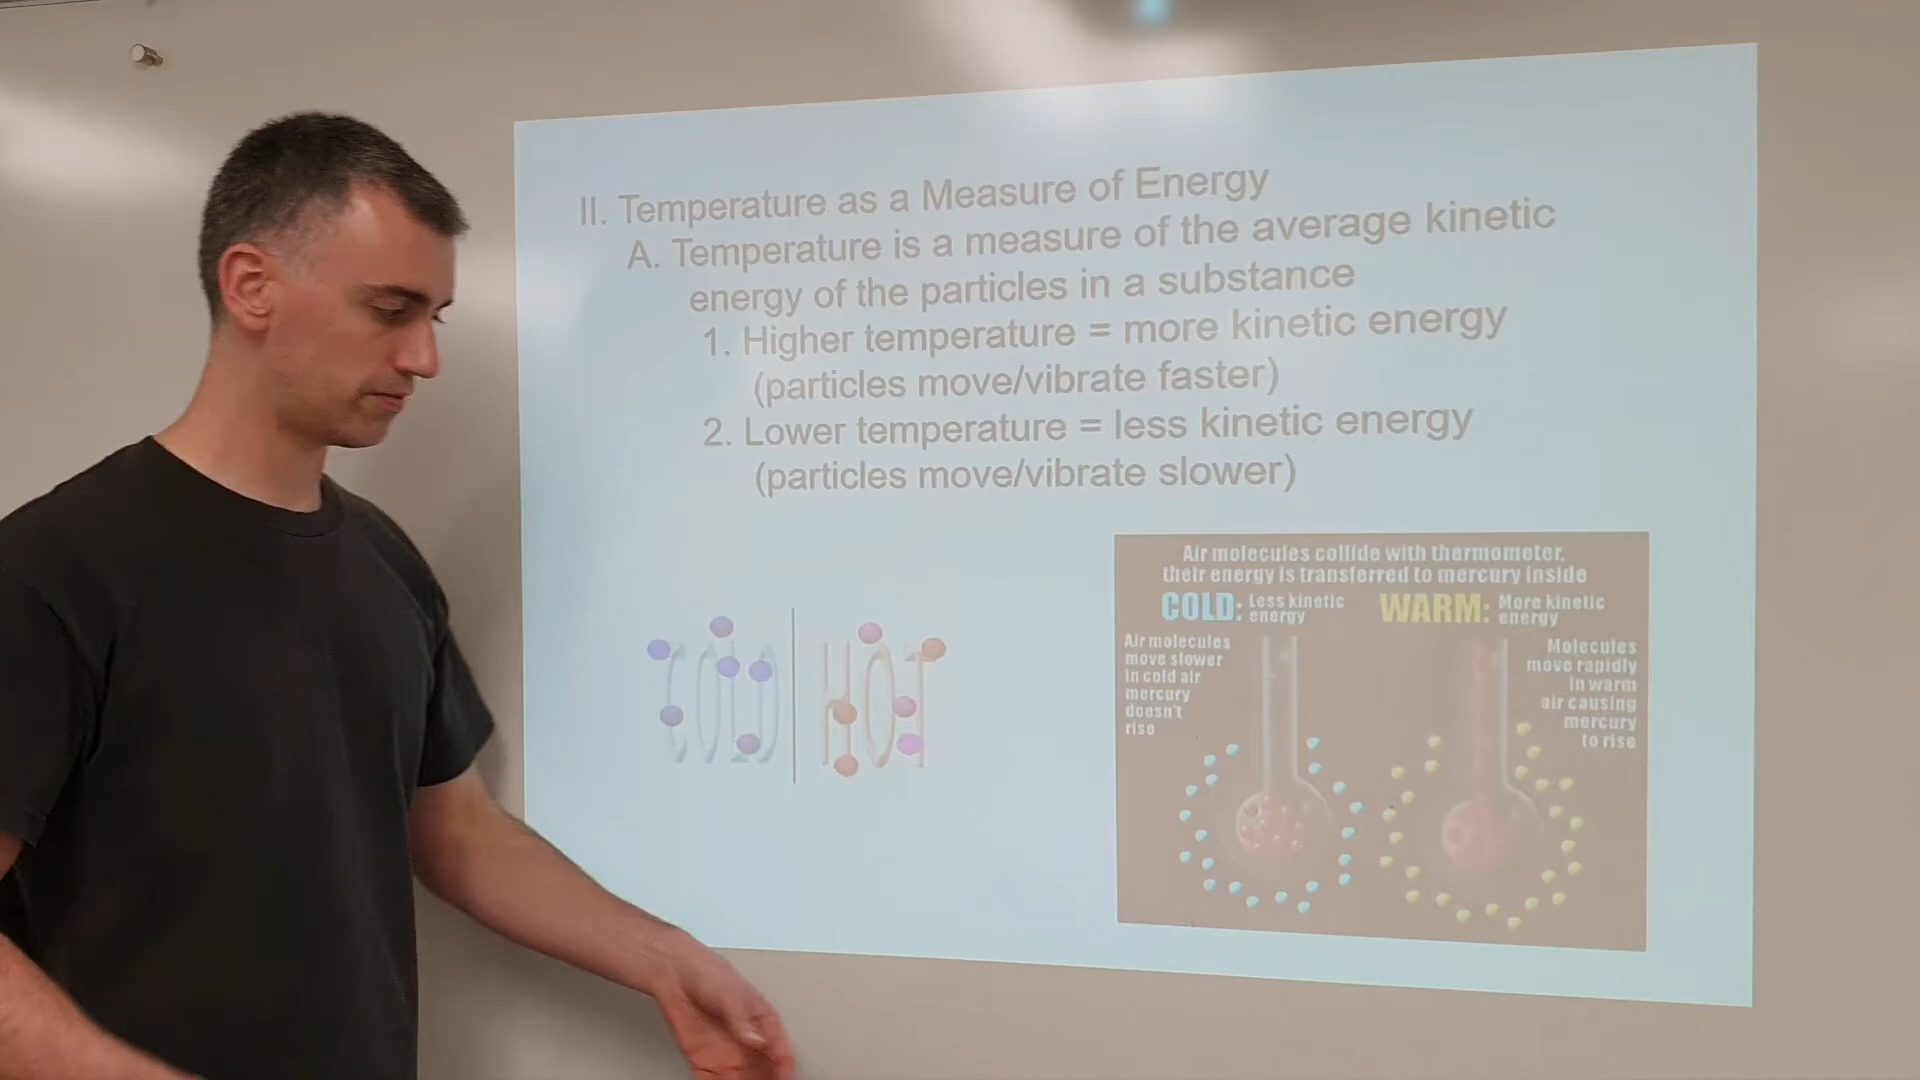 II. Temperature as a Measure of Energy
A. Temperature is a measure of the average kinetic
energy of the particles in a substance
1. Higher temperature = more kinetic energy
(particles move/vibrate faster)
2. Lower temperature = less kinetic energy
(particles move/vibrate slower)
COLD
HOT
Air molecules collide with thermometer,
their energy is transferred to mercury inside
COLD: Less kinetic
energy
Air molecules
move slower
in cold air
mercury
doesn't
rise
WARM: More kinetic
energy
Molecules
move rapidly
in warm
air causing
mercury
to rise